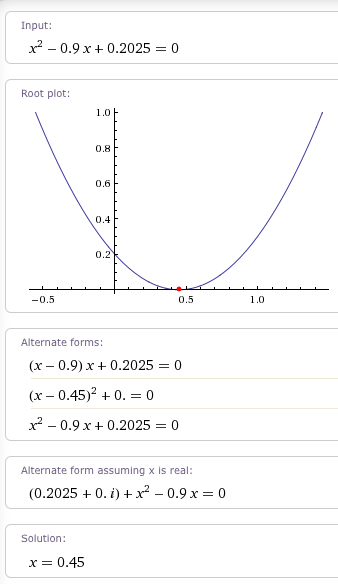 Input:
x² − 0.9 x + 0.2025 = 0
Root plot:
1.0
0.8
0.6
0.4
0.2
−0.5 0.5 1.0
Alternate forms:
(x − 0.9) x + 0.2025 = 0
(x − 0.45)² + 0. = 0
x² − 0.9 x + 0.2025 = 0
Alternate form assuming x is real:
(0.2025 + 0. i) + x² − 0.9 x = 0
Solution:
x = 0.45